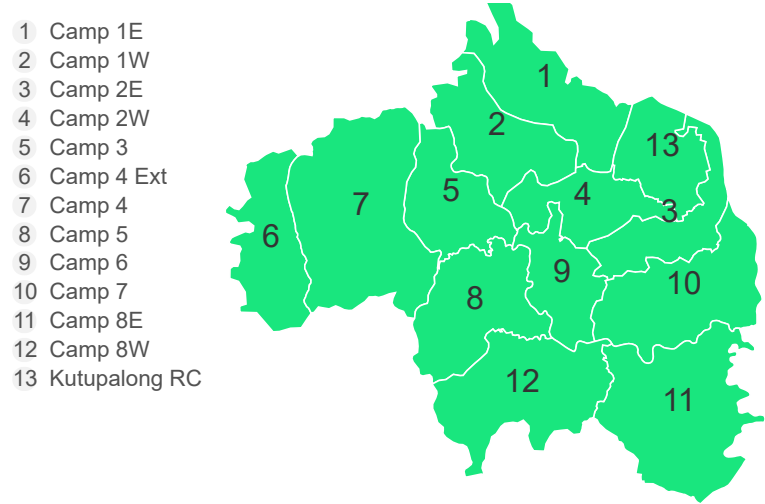 1 Camp 1E
2 Camp 1W
3 Camp 2E
4 Camp 2W
5 Camp 3
6 Camp 4 Ext
7 Camp 4
8 Camp 5
9 Camp 6
10 Camp 7
11 Camp 8E
12 Camp 8W
13 Kutupalong RC
1
2
13
5
4
7
3
6
9
10
8
12
11